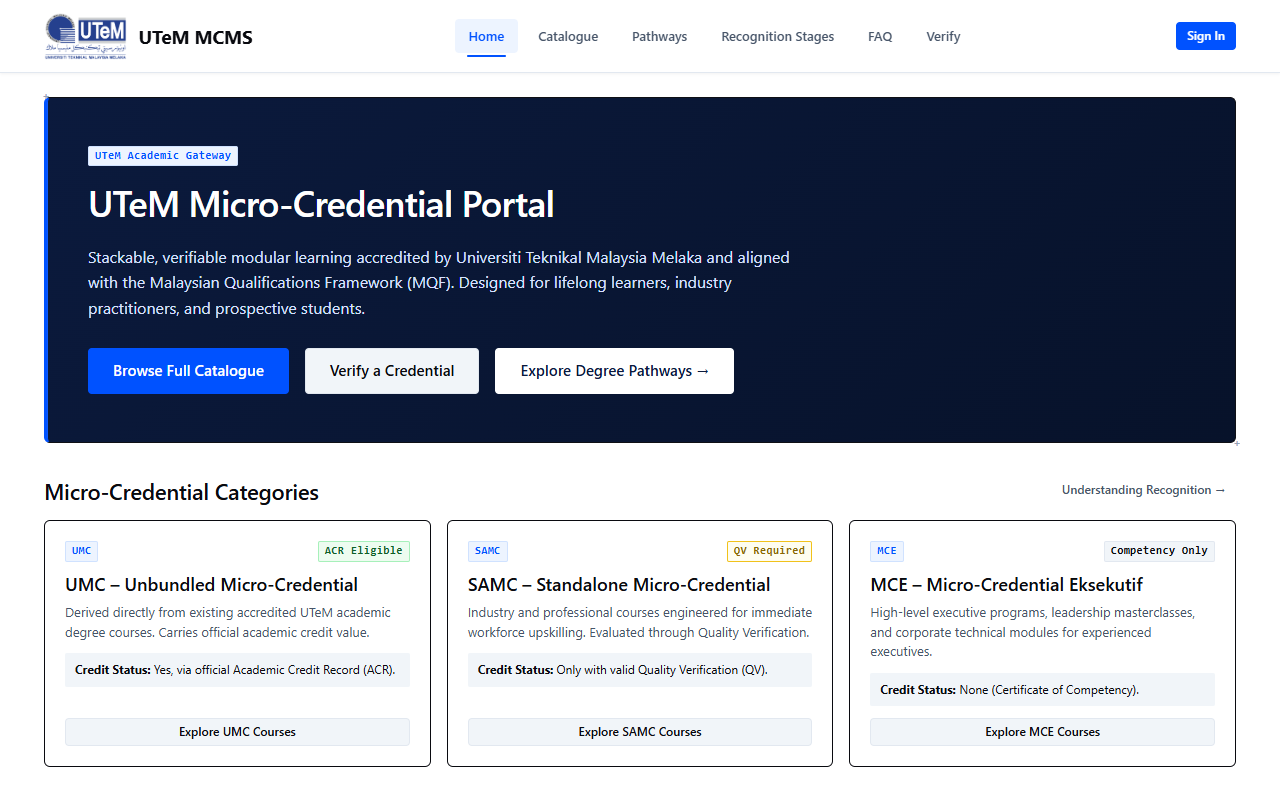 UTeM
UNIVERSITI TEKNIKAL MALAYSIA MELAKA
UTeM MCMS
Home
Catalogue
Pathways
Recognition Stages
FAQ
Verify
Sign In
UTeM Academic Gateway
UTeM Micro-Credential Portal
Stackable, verifiable modular learning accredited by Universiti Teknikal Malaysia Melaka and aligned
with the Malaysian Qualifications Framework (MQF). Designed for lifelong learners, industry
practitioners, and prospective students.
Browse Full Catalogue
Verify a Credential
Explore Degree Pathways →
Micro-Credential Categories
Understanding Recognition →
UMC
ACR Eligible
UMC – Unbundled Micro-Credential
Derived directly from existing accredited UTeM academic
degree courses. Carries official academic credit value.
Credit Status: Yes, via official Academic Credit Record (ACR).
Explore UMC Courses
SAMC
QV Required
SAMC – Standalone Micro-Credential
Industry and professional courses engineered for immediate
workforce upskilling. Evaluated through Quality Verification.
Credit Status: Only with valid Quality Verification (QV).
Explore SAMC Courses
MCE
Competency Only
MCE – Micro-Credential Eksekutif
High-level executive programs, leadership masterclasses,
and corporate technical modules for experienced
executives.
Credit Status: None (Certificate of Competency).
Explore MCE Courses